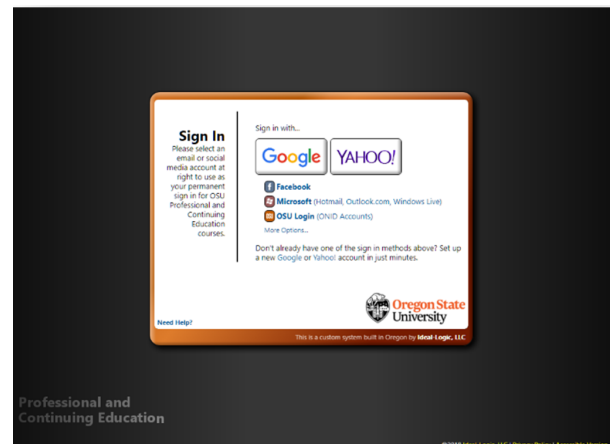 Sign In
Please select an
email or social
media account at
right to use as
your permanent
sign in for OSU
Professional and
Continuing
Education
courses.
Sign in with...
Google YAHOO!
Facebook
Microsoft (Hotmail, Outlook.com, Windows Live)
OSU Login (ONID Accounts)
More Options...
Don't already have one of the sign in methods above? Set up
a new Google or Yahoo! account in just minutes.
Oregon State
University
Need Help?
This is a custom system built in Oregon by Ideal-Logic, LLC
Professional and
Continuing Education